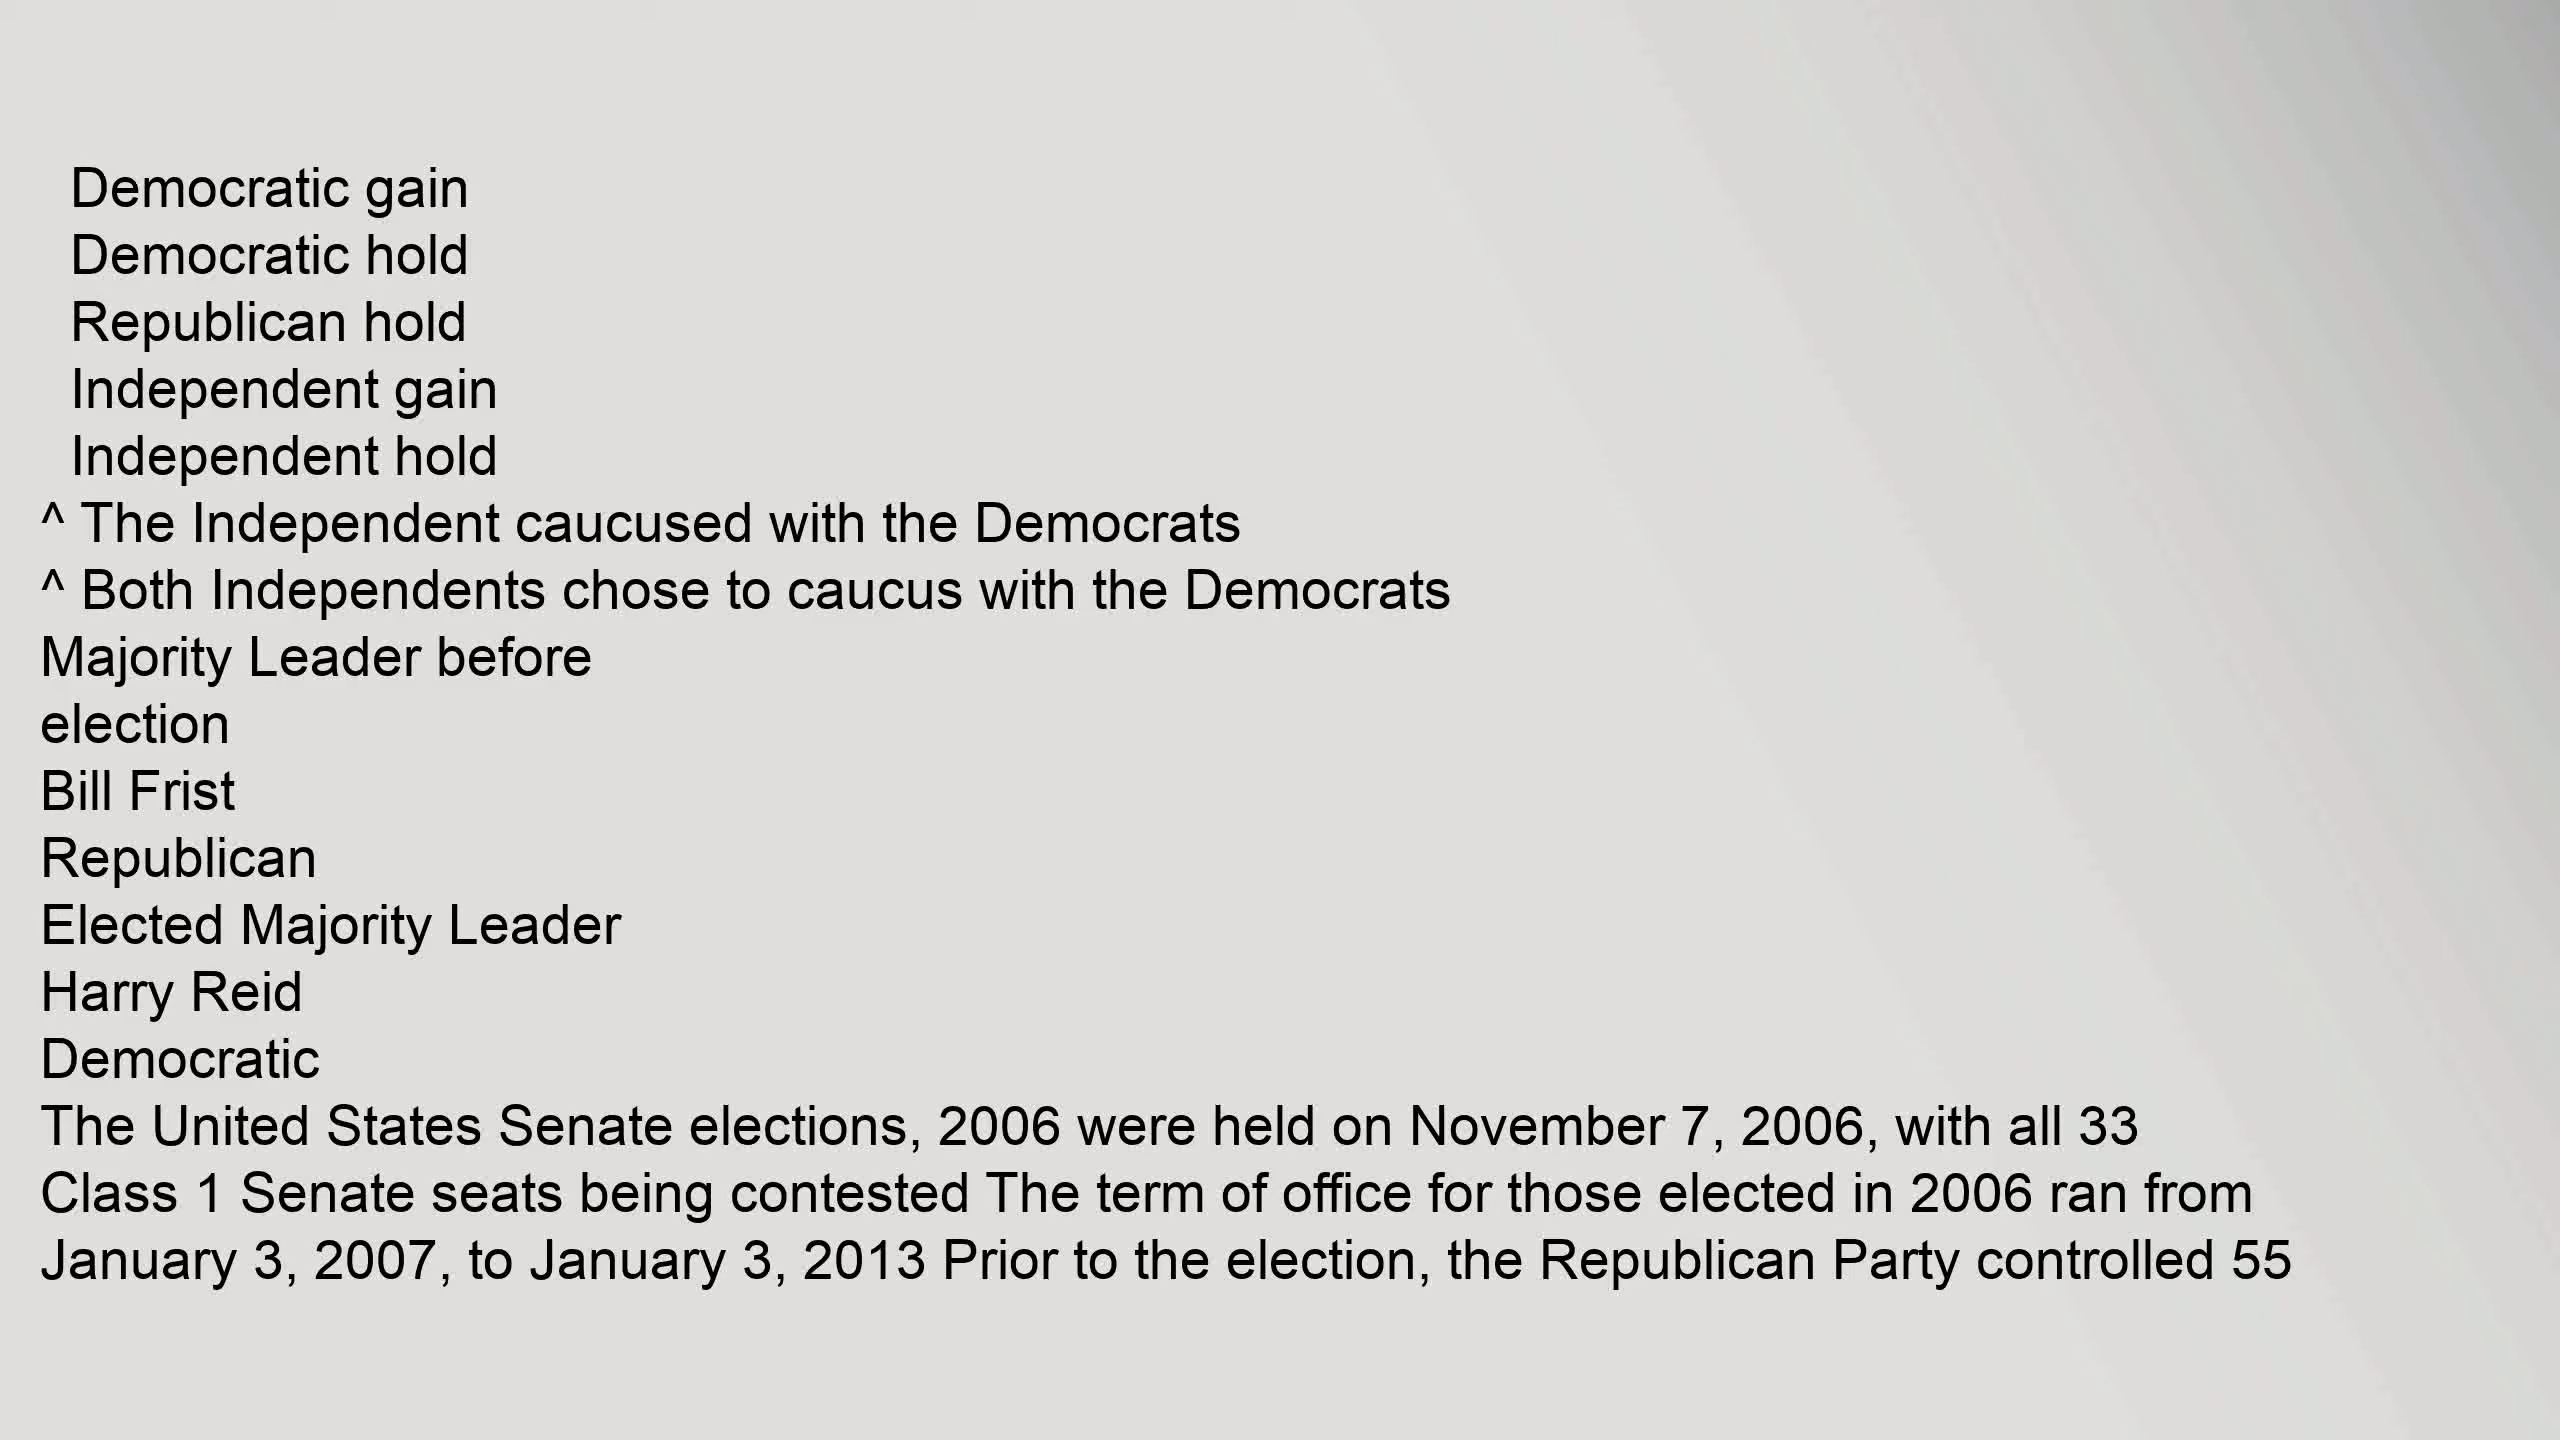 Democratic gain
Democratic hold
Republican hold
Independent gain
Independent hold
^ The Independent caucused with the Democrats
^ Both Independents chose to caucus with the Democrats
Majority Leader before
election
Bill Frist
Republican
Elected Majority Leader
Harry Reid
Democratic
The United States Senate elections, 2006 were held on November 7, 2006, with all 33
Class 1 Senate seats being contested The term of office for those elected in 2006 ran from
January 3, 2007, to January 3, 2013 Prior to the election, the Republican Party controlled 55